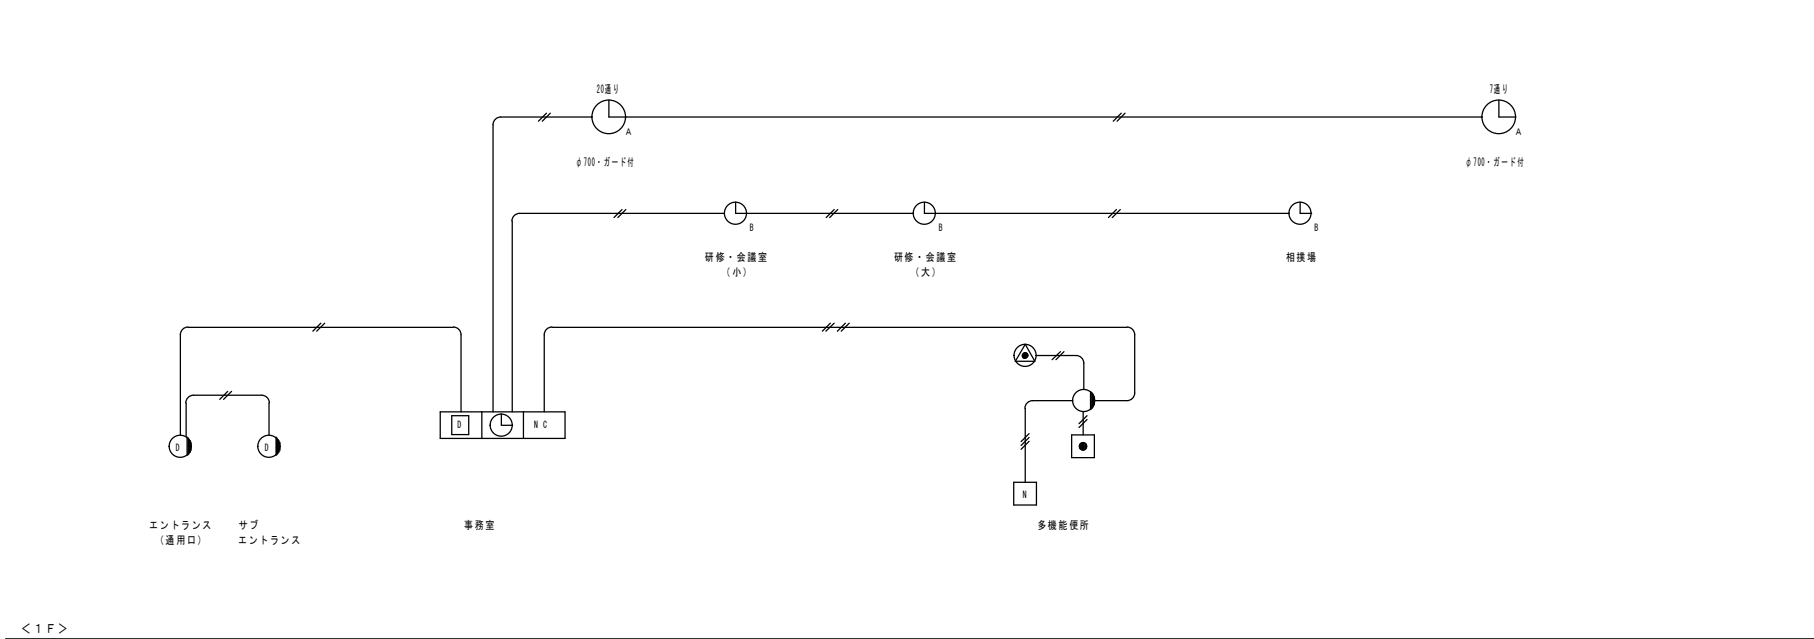 20通り
7通り
A
A
φ700・ガード付
φ700・ガード付
B
B
B
研修・会議室
(小)
研修・会議室
(大)
相撲場
D
D
D
N C
N
エントランス
(通用口)
サブ
エントランス
事務室
多機能便所
<1F>